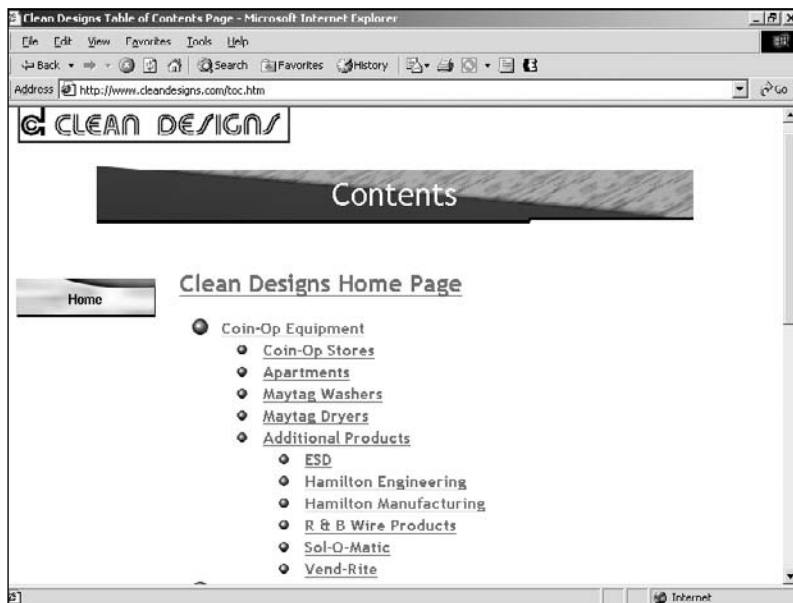 Clean Designs Table of Contents Page - Microsoft Internet Explorer
File Edit View Favorites Tools Help
Back Search Favorites History
Address http://www.cleandesigns.com/toc.htm Go
CLEAN DESIGNS
Contents
Home
Clean Designs Home Page
Coin-Op Equipment
Coin-Op Stores
Apartments
Maytag Washers
Maytag Dryers
Additional Products
ESD
Hamilton Engineering
Hamilton Manufacturing
R & B Wire Products
Sol-O-Matic
Vend-Rite
Internet